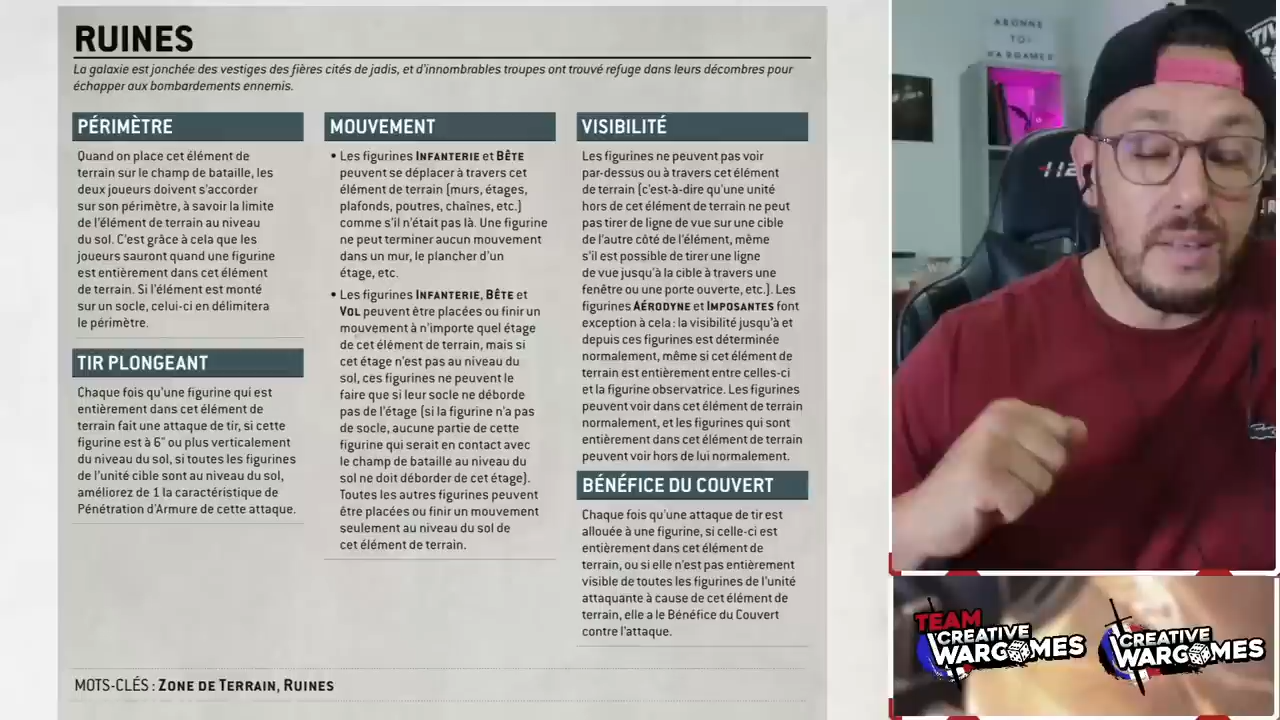 RUINES
La galaxie est jonchée des vestiges des fières cités de jadis, et d'innombrables troupes ont trouvé refuge dans leurs décombres pour
échapper aux bombardements ennemis.
PÉRIMÈTRE
Quand on place cet élément de
terrain sur le champ de bataille, les
deux joueurs doivent s'accorder
sur son périmètre, à savoir la limite
de l'élément de terrain au niveau
du sol. C'est grâce à cela que les
joueurs sauront quand une figurine
est entièrement dans cet élément
de terrain. Si l'élément est monté
sur un socle, celui-ci en délimitera
le périmètre.
TIR PLONGEANT
Chaque fois qu'une figurine qui est
entièrement dans cet élément de
terrain fait une attaque de tir, si cette
figurine est à 6" ou plus verticalement
du niveau du sol, si toutes les figurines
de l'unité cible sont au niveau du sol,
améliorez de 1 la caractéristique de
Pénétration d'Armure de cette attaque.
MOUVEMENT
• Les figurines INFANTERIE et BÊTE
peuvent se déplacer à travers cet
élément de terrain (murs, étages,
plafonds, poutres, chaînes, etc.)
comme s'il n'était pas là. Une figurine
ne peut terminer aucun mouvement
dans un mur, le plancher d'un
étage, etc.
• Les figurines INFANTERIE, BÊTE et
VOL peuvent être placées ou finir un
mouvement à n'importe quel étage
de cet élément de terrain, mais si
cet étage n'est pas au niveau du
sol, ces figurines ne peuvent le
faire que si leur socle ne déborde
pas de l'étage (si la figurine n'a pas
de socle, aucune partie de cette
figurine qui serait en contact avec
le champ de bataille au niveau du
sol ne doit déborder de cet étage).
Toutes les autres figurines peuvent
être placées ou finir un mouvement
seulement au niveau du sol de
cet élément de terrain.
VISIBILITÉ
Les figurines ne peuvent pas voir
par-dessus ou à travers cet élément
de terrain (c'est-à-dire qu'une unité
hors de cet élément de terrain ne peut
pas tirer de ligne de vue sur une cible
de l'autre côté de l'élément, même
s'il est possible de tirer une ligne
de vue jusqu'à la cible à travers une
fenêtre ou une porte ouverte, etc.). Les
figurines AÉRODYNE et IMPOSANTES font
exception à cela : la visibilité jusqu'à et
depuis ces figurines est déterminée
normalement, même si cet élément de
terrain est entièrement entre celles-ci
et la figurine observatrice. Les figurines
peuvent voir dans cet élément de terrain
normalement, et les figurines qui sont
entièrement dans cet élément de terrain
peuvent voir hors de lui normalement.
BÉNÉFICE DU COUVERT
Chaque fois qu'une attaque de tir est
allouée à une figurine, si celle-ci est
entièrement dans cet élément de
terrain, ou si elle n'est pas entièrement
visible de toutes les figurines de l'unité
attaquante à cause de cet élément de
terrain, elle a le Bénéfice du Couvert
contre l'attaque.
MOTS-CLÉS : ZONE DE TERRAIN, RUINES
ABONNE
TOI
TEAM
CREATIVE
WARGAMES
CREATIVE
WARGAMES